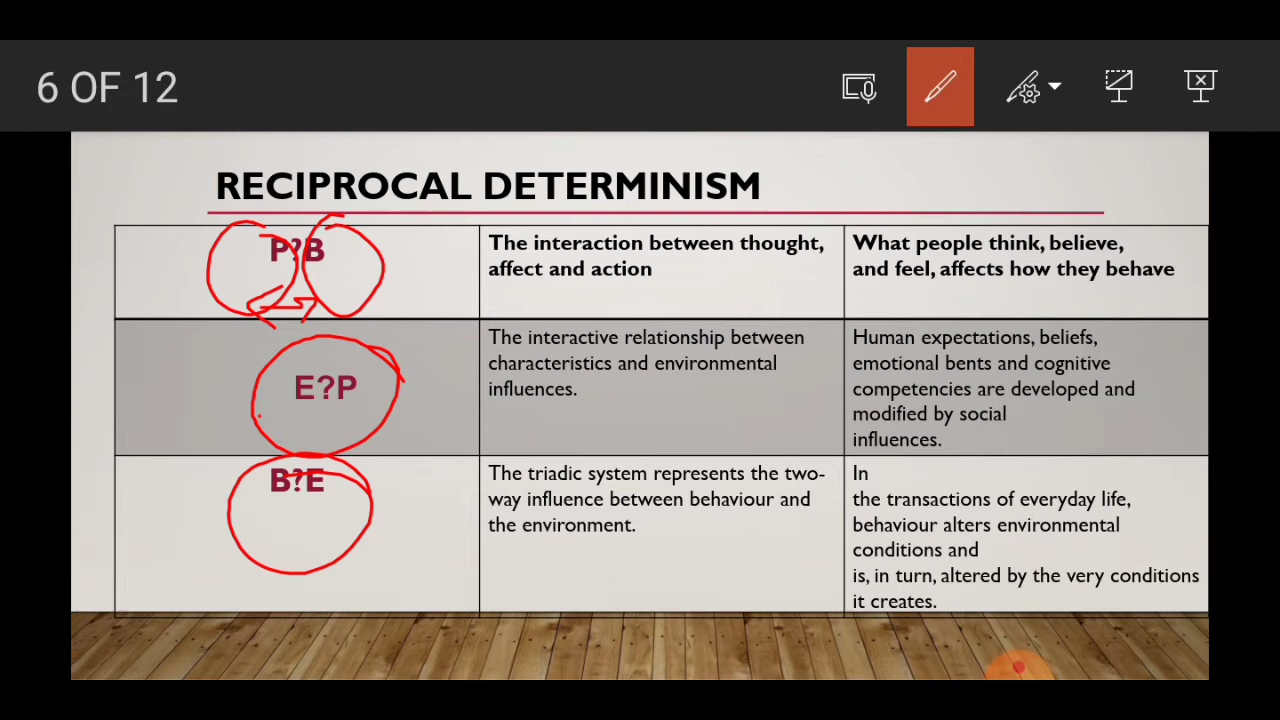 6 OF 12
RECIPROCAL DETERMINISM
P?B
The interaction between thought,
affect and action
What people think, believe,
and feel, affects how they behave
E?P
The interactive relationship between
characteristics and environmental
influences.
Human expectations, beliefs,
emotional bents and cognitive
competencies are developed and
modified by social
influences.
B?E
The triadic system represents the two-
way influence between behaviour and
the environment.
In
the transactions of everyday life,
behaviour alters environmental
conditions and
is, in turn, altered by the very conditions
it creates.